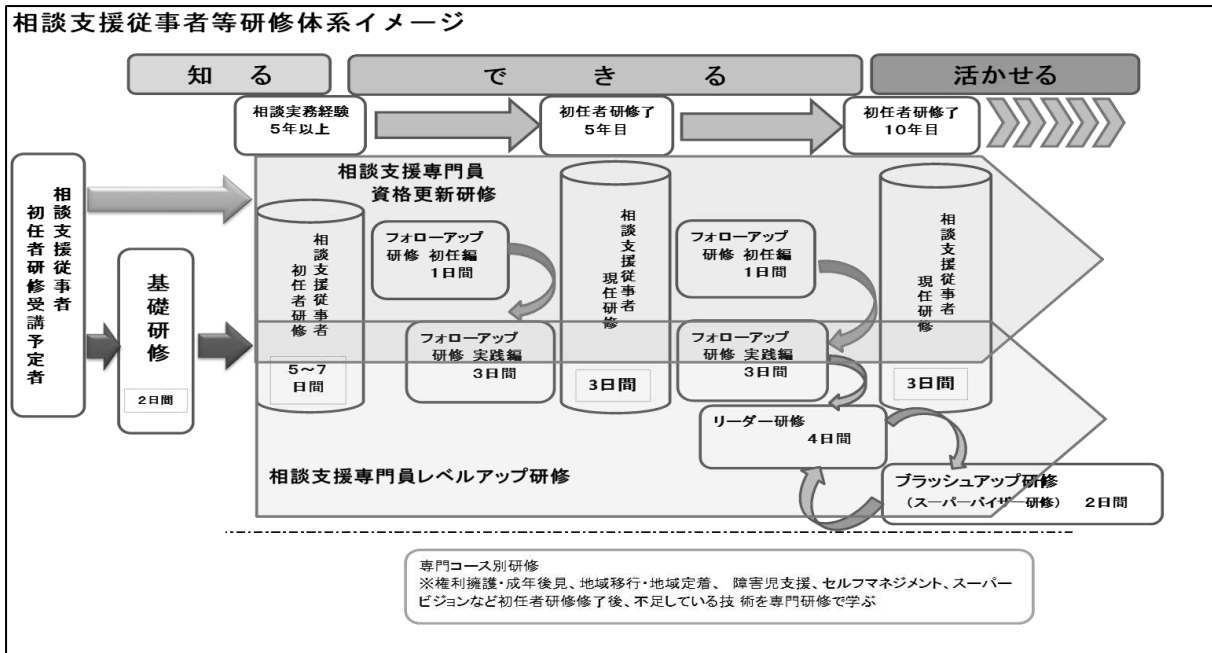 相談支援従事者等研修体系イメージ
知る
できる
活かせる
相談実務経験
5年以上
初任者研修了
5年目
初任者研修了
10年目
相談支援従事者
初任者研修受講予定者
基礎研修
2日間
相談支援専門員
資格更新研修
相談支援従事者
初任者研修
5～7
日間
フォローアップ
研修 初任編
1日間
フォローアップ
研修 実践編
3日間
相談支援従事者
現任研修
3日間
フォローアップ
研修 初任編
1日間
フォローアップ
研修 実践編
3日間
相談支援従事者
現任研修
3日間
リーダー研修
4日間
ブラッシュアップ研修
(スーパーバイザー研修) 2日間
相談支援専門員レベルアップ研修
専門コース別研修
※権利擁護・成年後見、地域移行・地域定着、 障害児支援、セルフマネジメント、スーパー
ビジョンなど初任者研修修了後、不足している技 術を専門研修で学ぶ